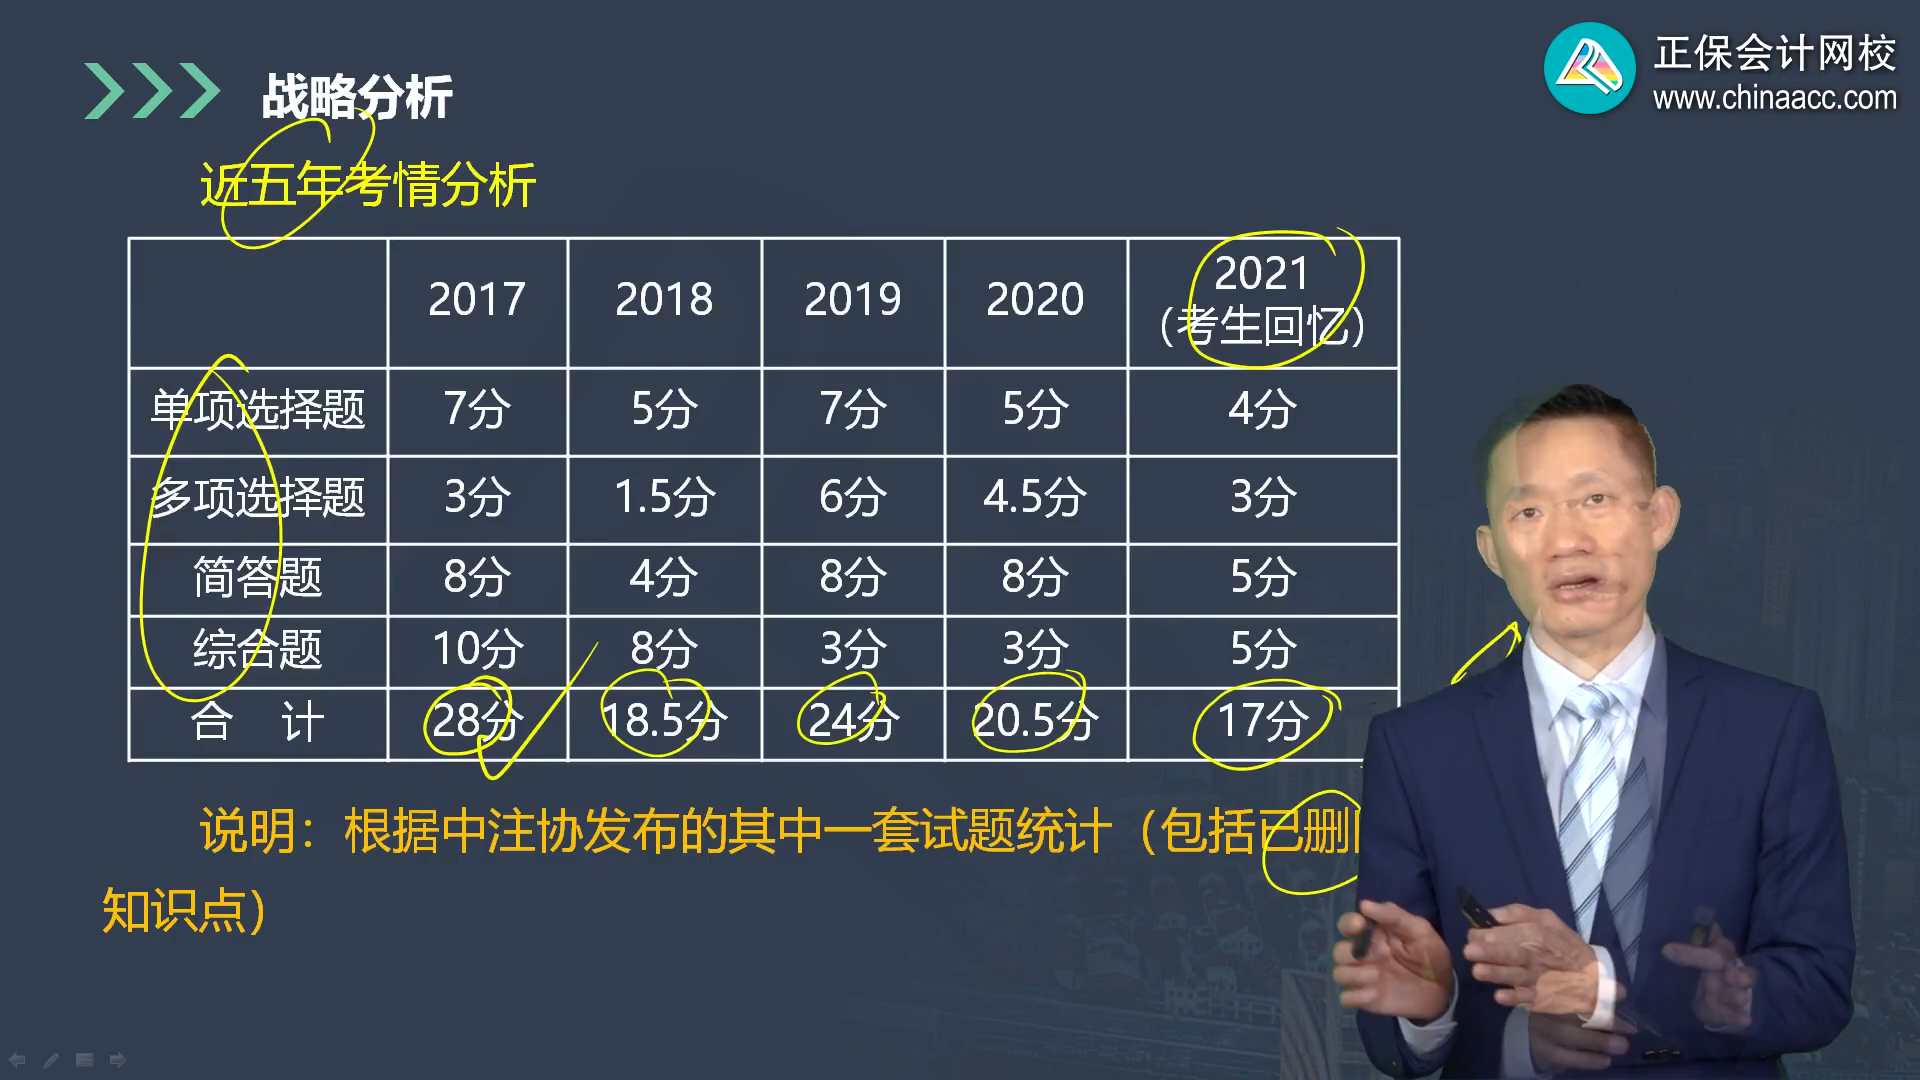 战略分析
正保会计网校
www.chinaacc.com
近五年考情分析
2017 2018 2019 2020 2021
（考生回忆）
单项选择题 7分 5分 7分 5分 4分
多项选择题 3分 1.5分 6分 4.5分 3分
简答题 8分 4分 8分 8分 5分
综合题 10分 8分 3分 3分 5分
合 计 28分 18.5分 24分 20.5分 17分
说明：根据中注协发布的其中一套试题统计（包括已删
知识点）